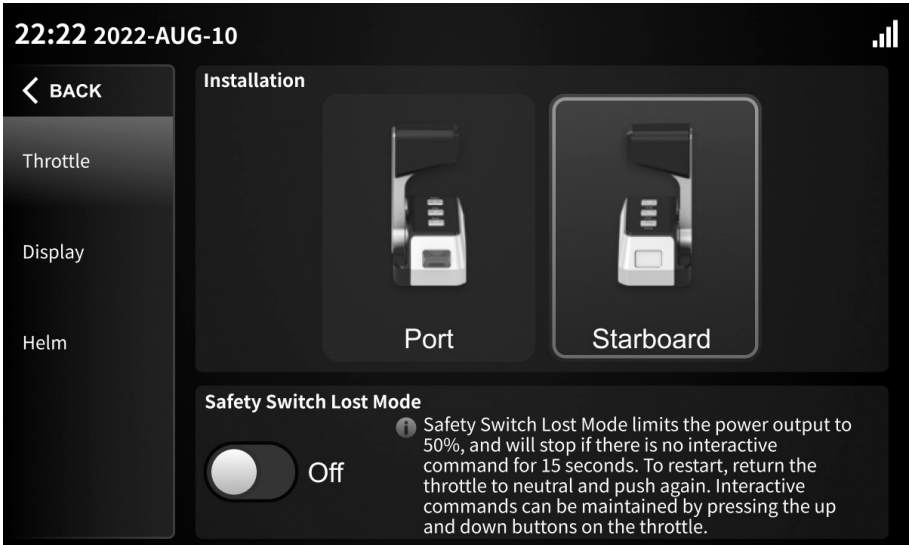 22:22 2022-AUG-10
BACK
Throttle
Display
Helm
Installation
Port
Starboard
Safety Switch Lost Mode
Off
Safety Switch Lost Mode limits the power output to
50%, and will stop if there is no interactive
command for 15 seconds. To restart, return the
throttle to neutral and push again. Interactive
commands can be maintained by pressing the up
and down buttons on the throttle.